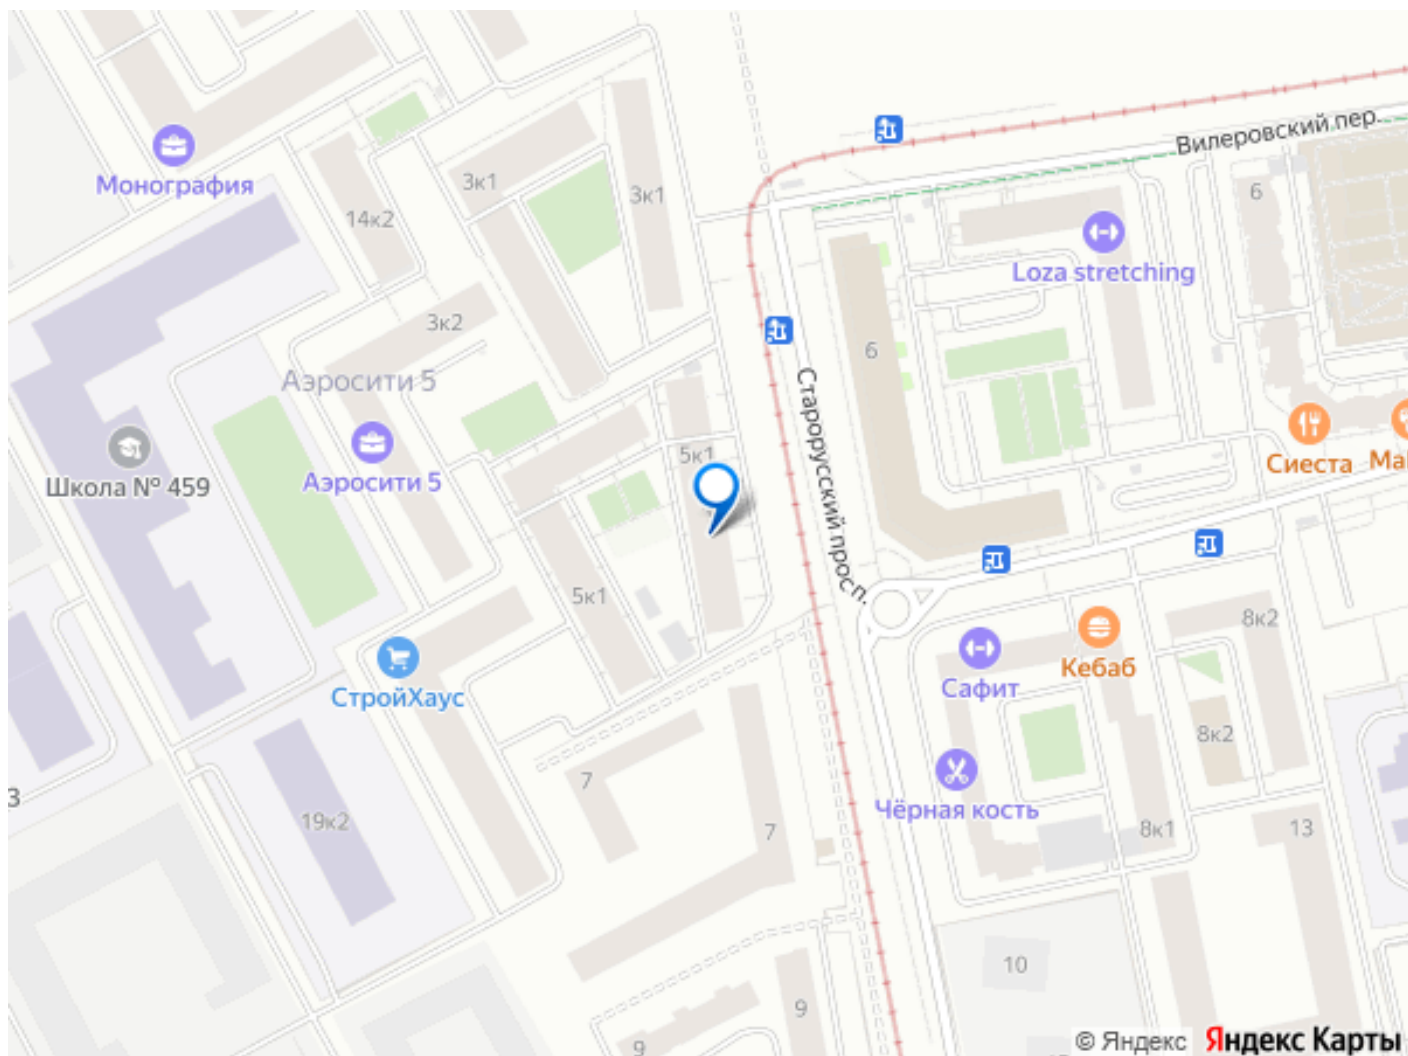 Вилеровский пер.
Монография
3к1
3к1
14к2
6
Loza stretching
3к2
6
Аэросити 5
Старорусский просп.
Школа № 459
Аэросити 5
5к1
Сиеста
5к1
8к2
Кебаб
Сафит
СтройХаус
8к2
7
3
Чёрная кость
19к2
7
8к1
13
10
9
9
© Яндекс Яндекс Карты